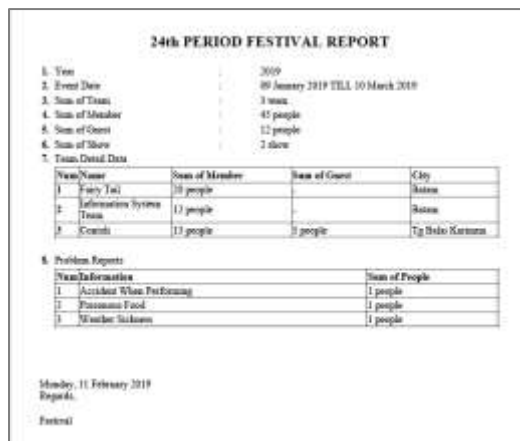 24th PERIOD FESTIVAL REPORT
1. Year : 2019
2. Event Date : 09 January 2019 TILL 10 March 2019
3. Sum of Team : 3 team
4. Sum of Member : 45 people
5. Sum of Guest : 12 people
6. Sum of Show : 2 show
7. Team Detail Data
Num Name Sum of Member Sum of Guest City
1 Fairy Tail 20 people - Batam
2 Information System Team 12 people - Batam
3 13 people people Tg Balai Karimun
8. Problem Reports
Num Information Sum of People
1 Accident When Performing 1 people
2 Food 1 people
3 Weather Sickness 1 people
Monday, 11 February 2019
Regards,
Festival